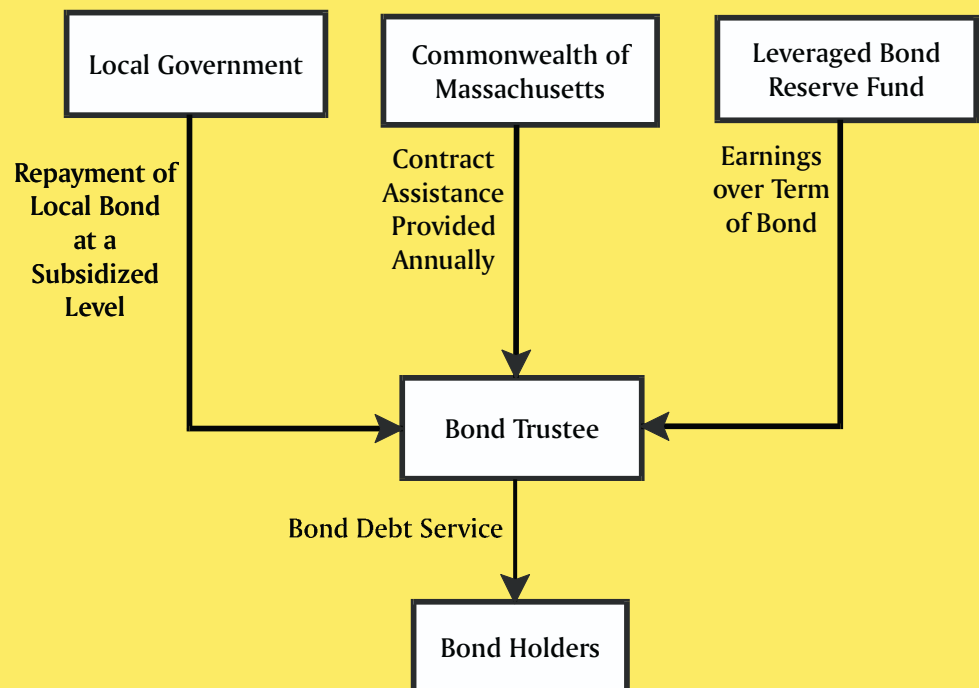 Local Government
Commonwealth of
Massachusetts
Leveraged Bond
Reserve Fund
Repayment of
Local Bond
at a
Subsidized
Level
Contract
Assistance
Provided
Annually
Earnings
over Term
of Bond
Bond Trustee
Bond Debt Service
Bond Holders